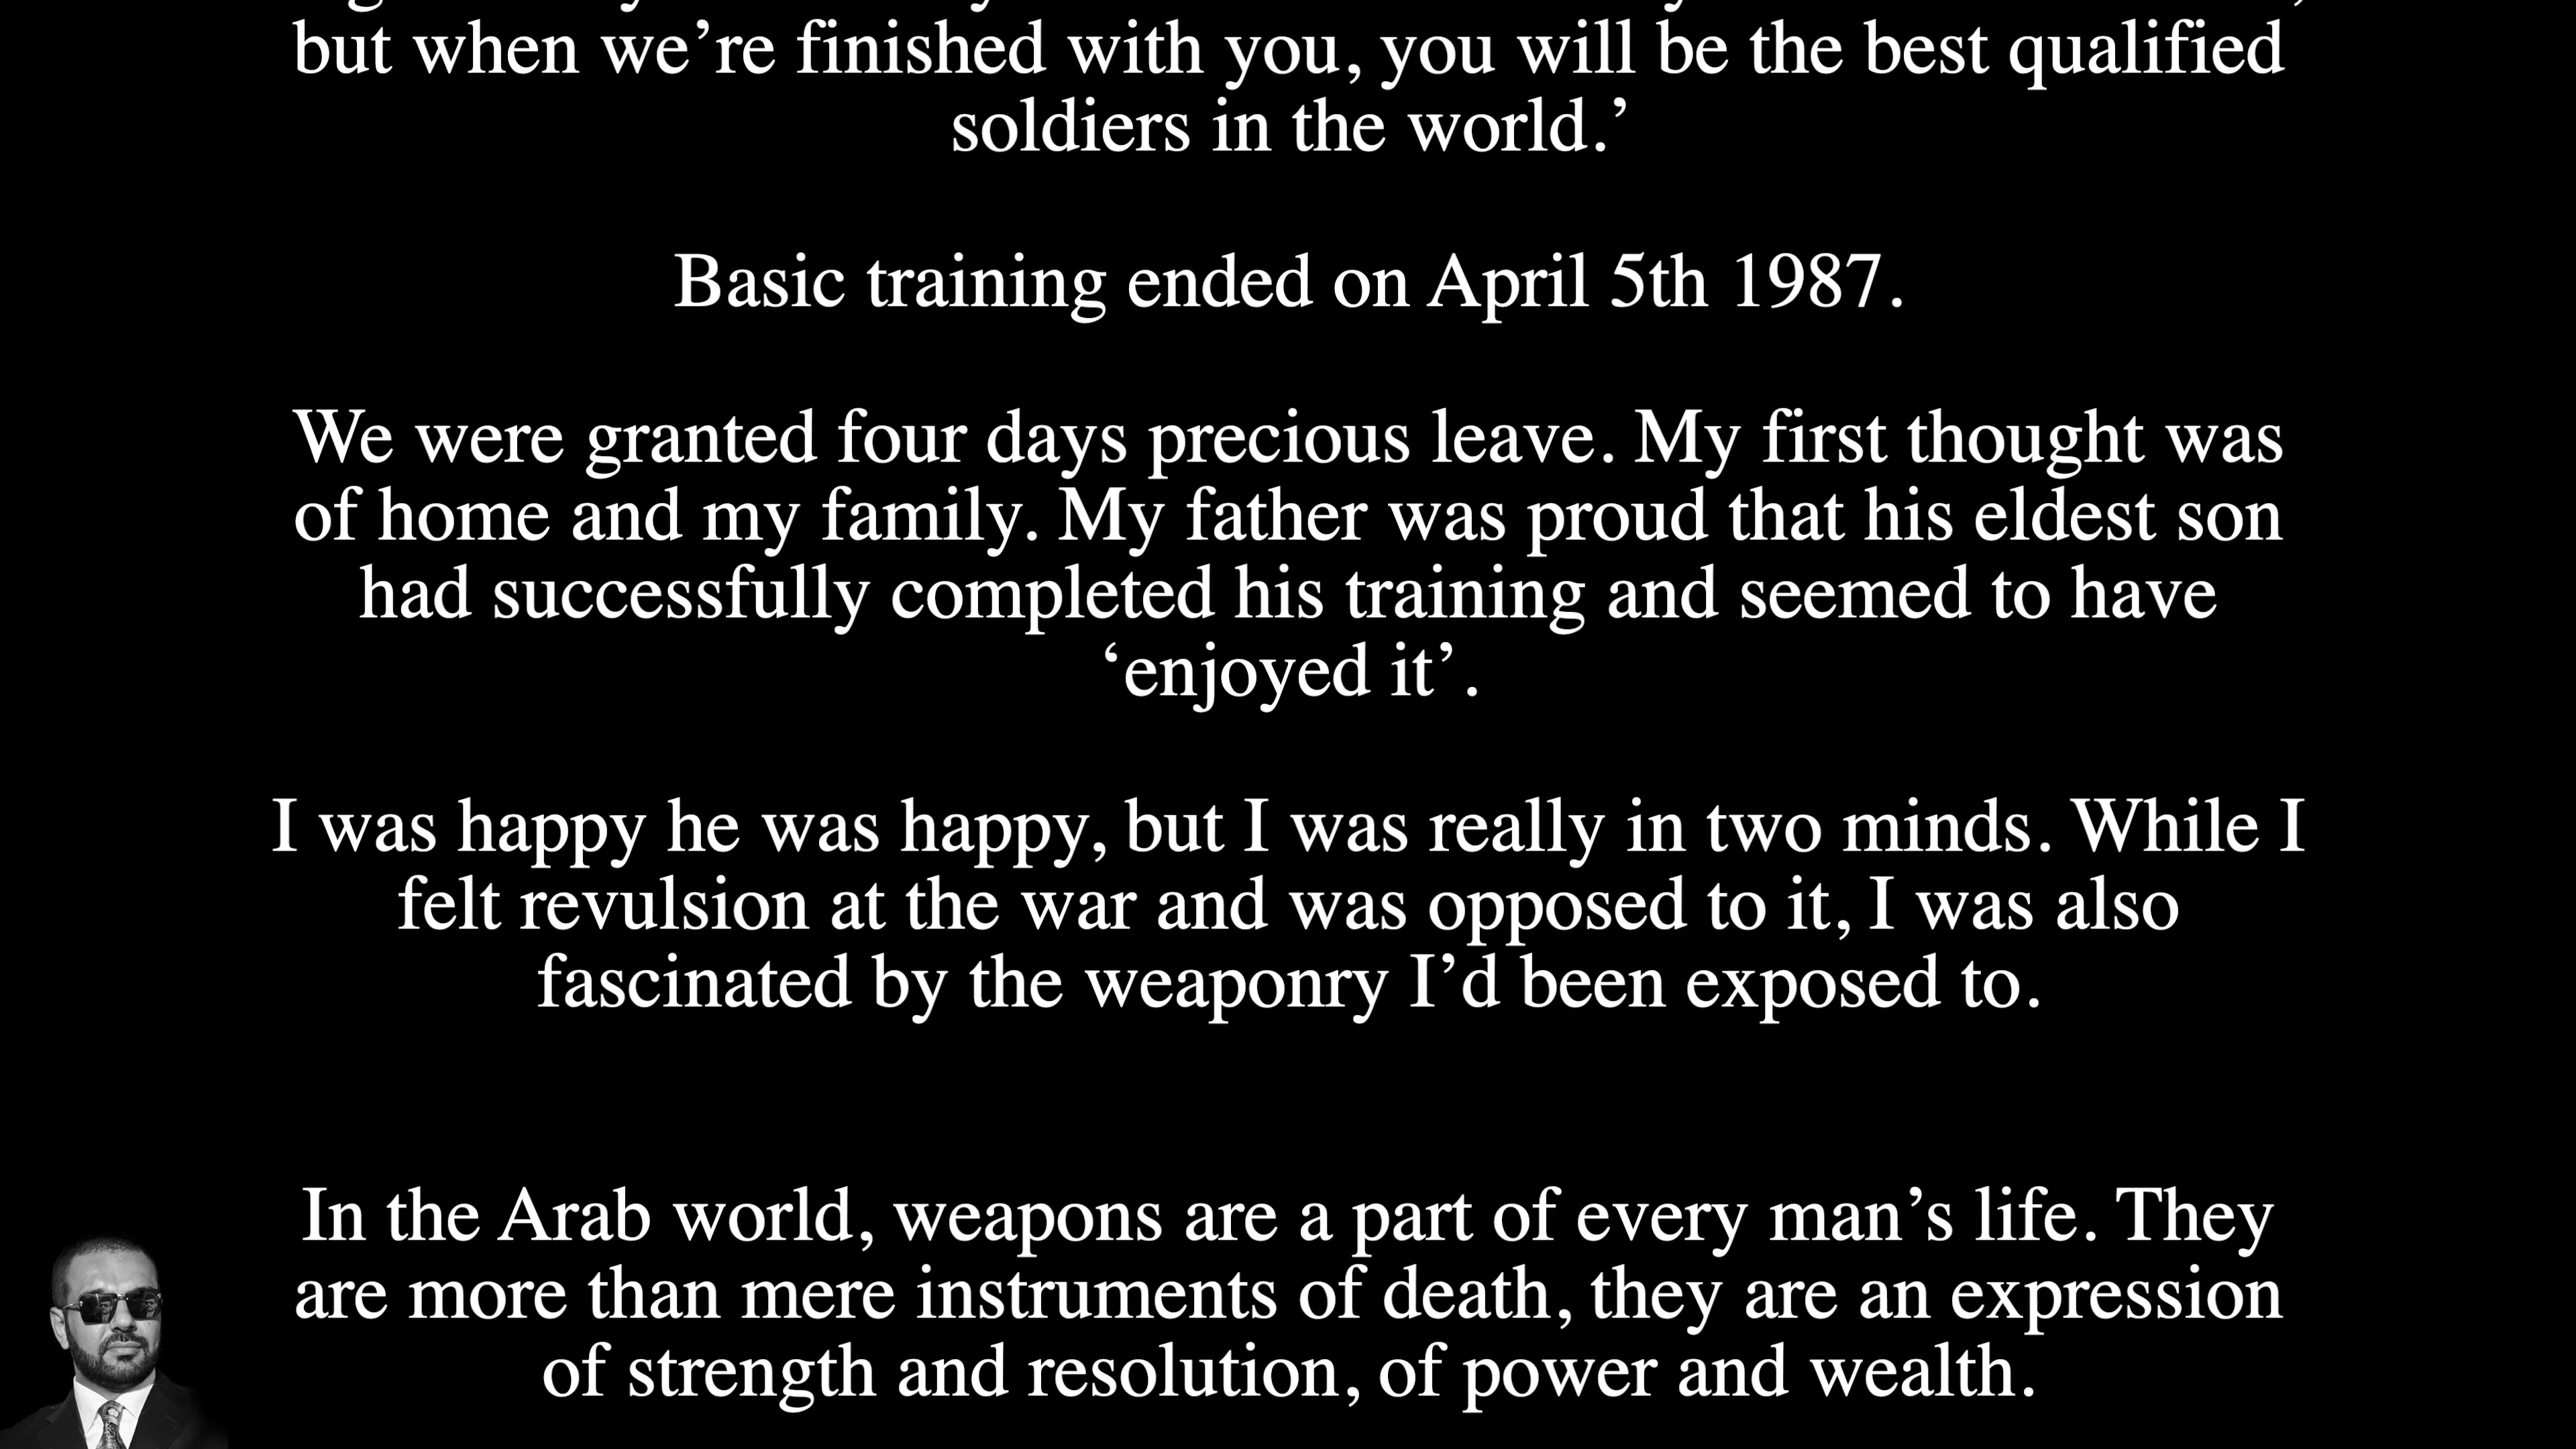 but when we’re finished with you, you will be the best qualified
soldiers in the world.’
Basic training ended on April 5th 1987.
We were granted four days precious leave. My first thought was
of home and my family. My father was proud that his eldest son
had successfully completed his training and seemed to have
‘enjoyed it’.
I was happy he was happy, but I was really in two minds. While I
felt revulsion at the war and was opposed to it, I was also
fascinated by the weaponry I’d been exposed to.
In the Arab world, weapons are a part of every man’s life. They
are more than mere instruments of death, they are an expression
of strength and resolution, of power and wealth.